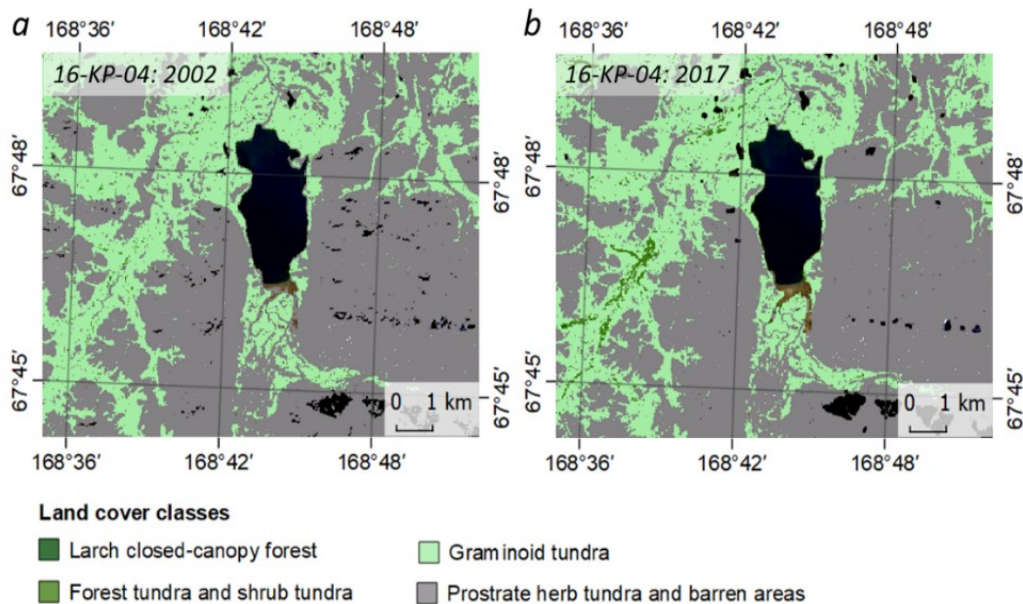 a
168°36′ 168°42′ 168°48′
16-KP-04: 2002
67°48′ 67°48′
67°45′ 67°45′
0 1 km
168°36′ 168°42′ 168°48′
b
168°36′ 168°42′ 168°48′
16-KP-04: 2017
67°48′ 67°48′
67°45′ 67°45′
0 1 km
168°36′ 168°42′ 168°48′
Land cover classes
Larch closed-canopy forest
Forest tundra and shrub tundra
Graminoid tundra
Prostrate herb tundra and barren areas